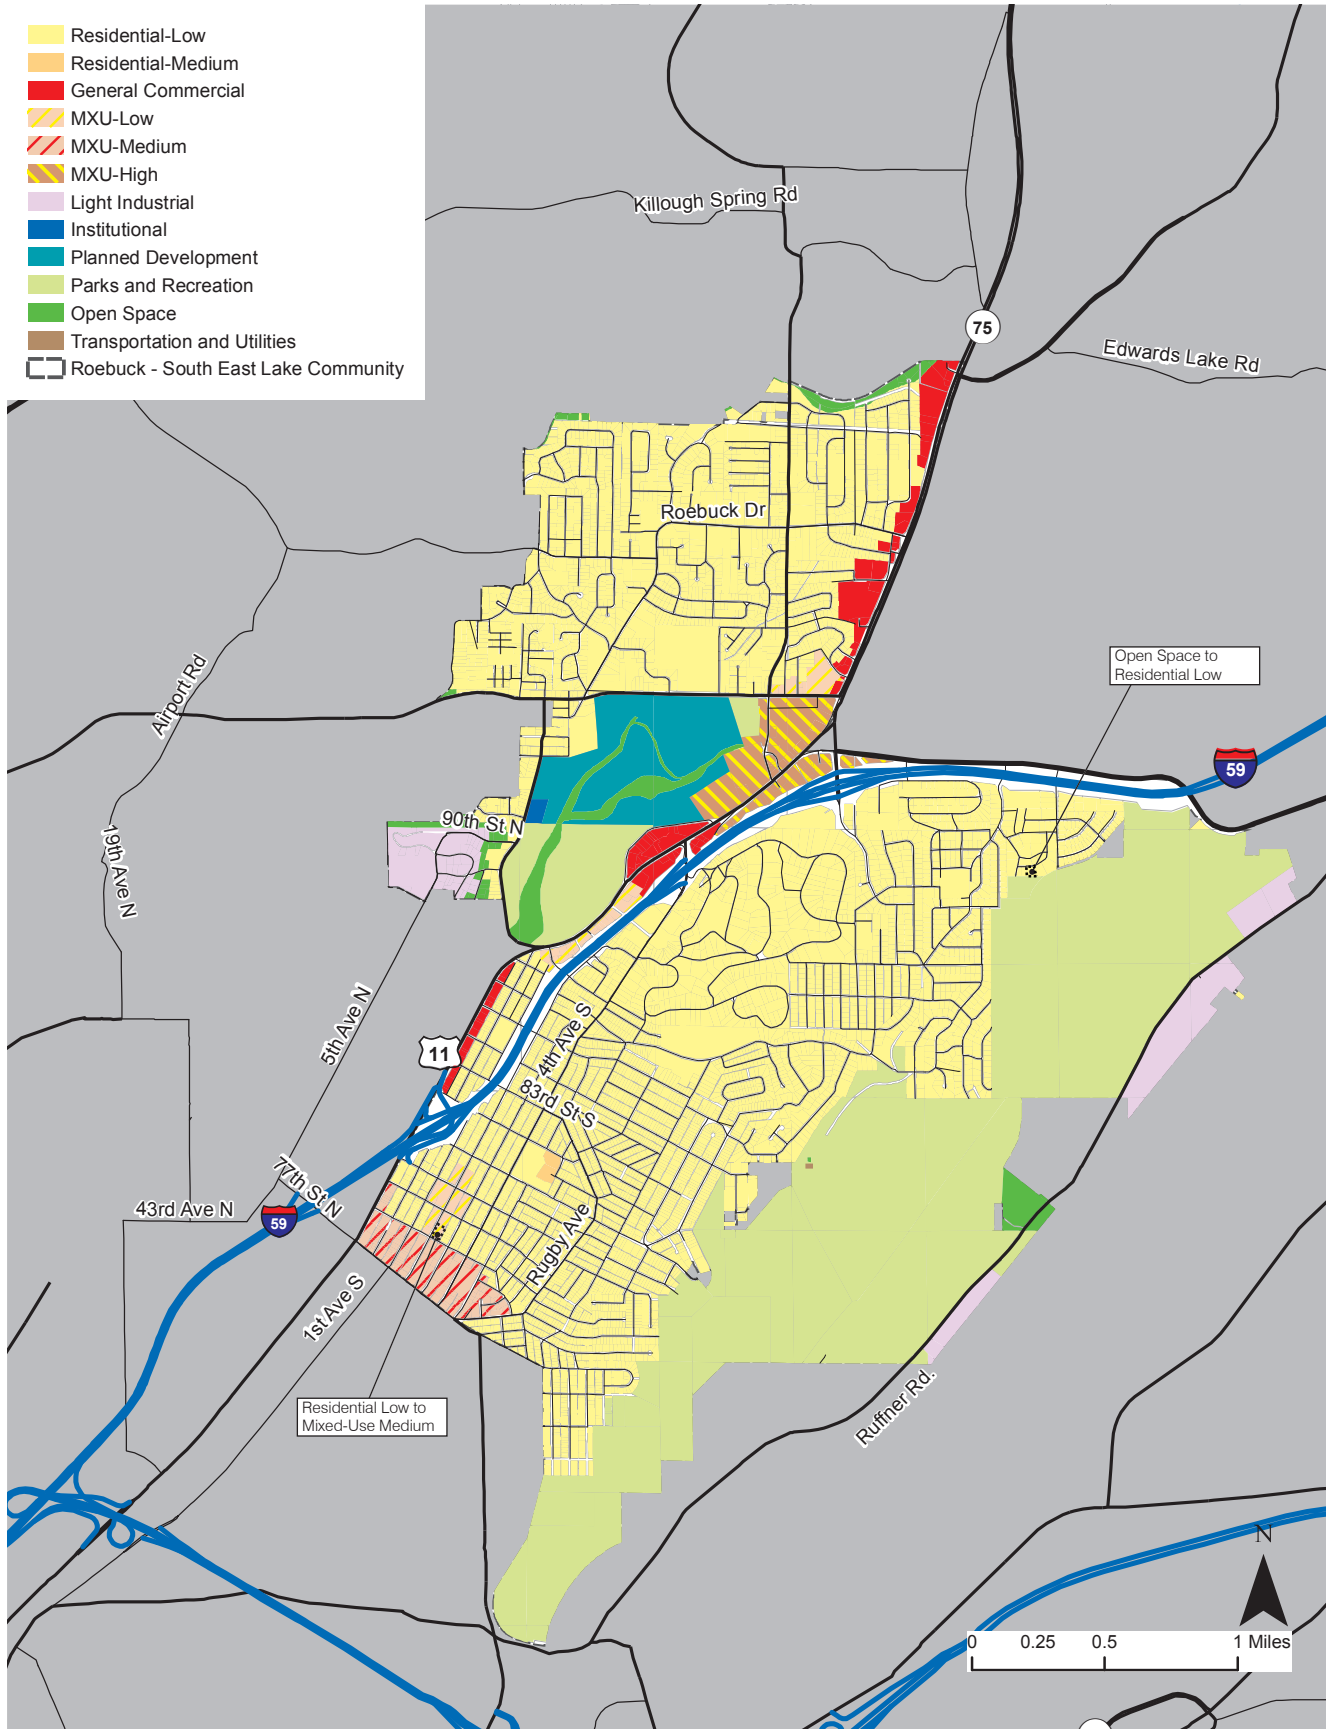 Residential-Low
Residential-Medium
General Commercial
MXU-Low
MXU-Medium
MXU-High
Light Industrial
Institutional
Planned Development
Parks and Recreation
Open Space
Transportation and Utilities
Roebuck - South East Lake Community
Killough Spring Rd
75
Edwards Lake Rd
Roebuck Dr
Open Space to
Residential Low
Airport Rd
59
90th St N
19th Ave N
5th Ave N
11
4th Ave S
83rd St S
77th St N
43rd Ave N
59
Rugby Ave
1st Ave S
Residential Low to
Mixed-Use Medium
Ruffner Rd.
N
0 0.25 0.5 1 Miles